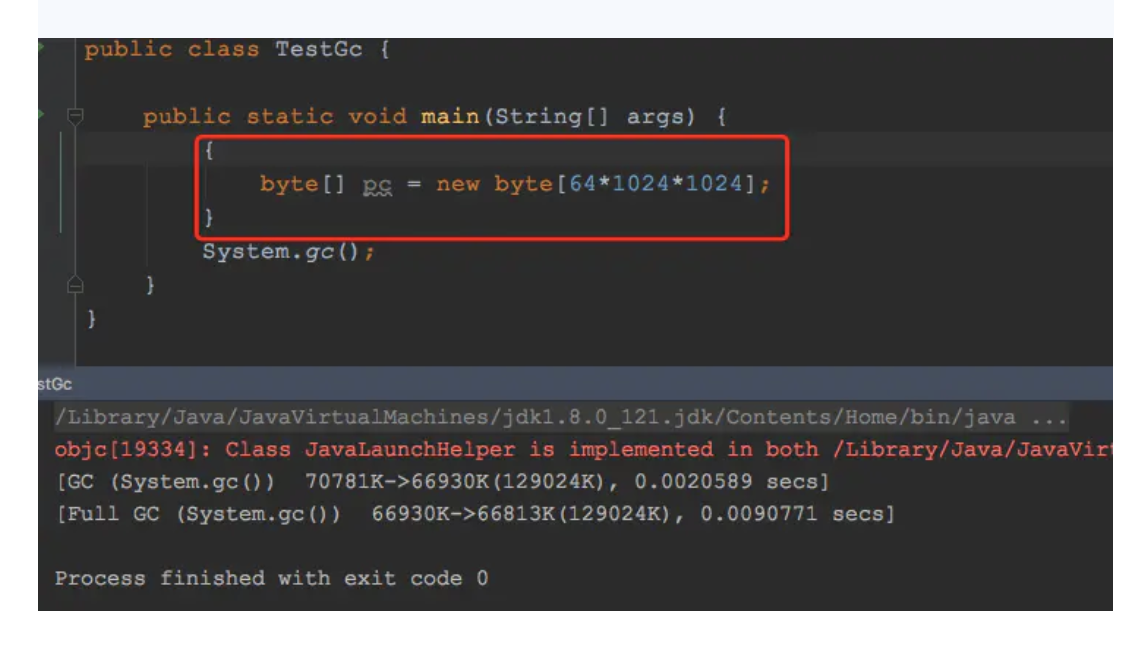 public class TestGc {
public static void main(String[] args) {
{
byte[] pc = new byte[64*1024*1024];
}
System.gc();
}
}
stGc
/Library/Java/JavaVirtualMachines/jdk1.8.0_121.jdk/Contents/Home/bin/java ...
objc[19334]: Class JavaLaunchHelper is implemented in both /Library/Java/JavaVirt
[GC (System.gc())  70781K->66930K(129024K), 0.0020589 secs]
[Full GC (System.gc())  66930K->66813K(129024K), 0.0090771 secs]
Process finished with exit code 0